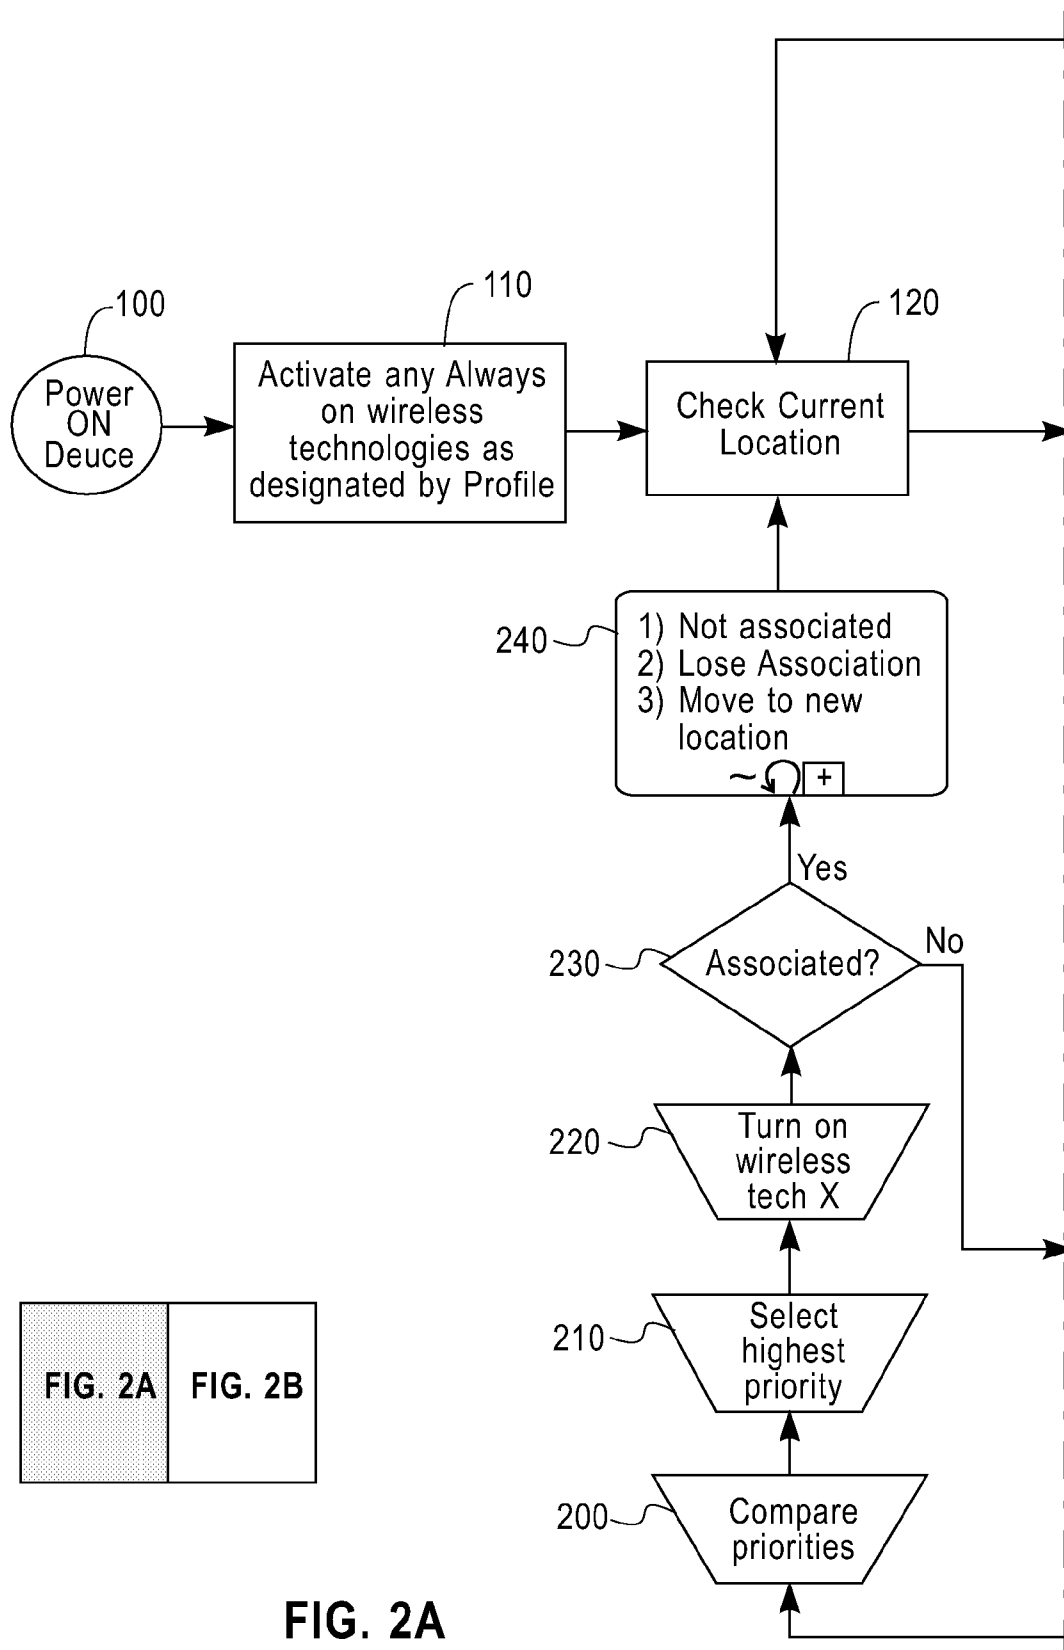 100
Power
ON
Deuce
110
Activate any Always
on wireless
technologies as
designated by Profile
120
Check Current
Location
240
1) Not associated
2) Lose Association
3) Move to new
location
~ +
Yes
230
Associated?
No
220
Turn on
wireless
tech X
210
Select
highest
priority
200
Compare
priorities
FIG. 2A
FIG. 2B
FIG. 2A